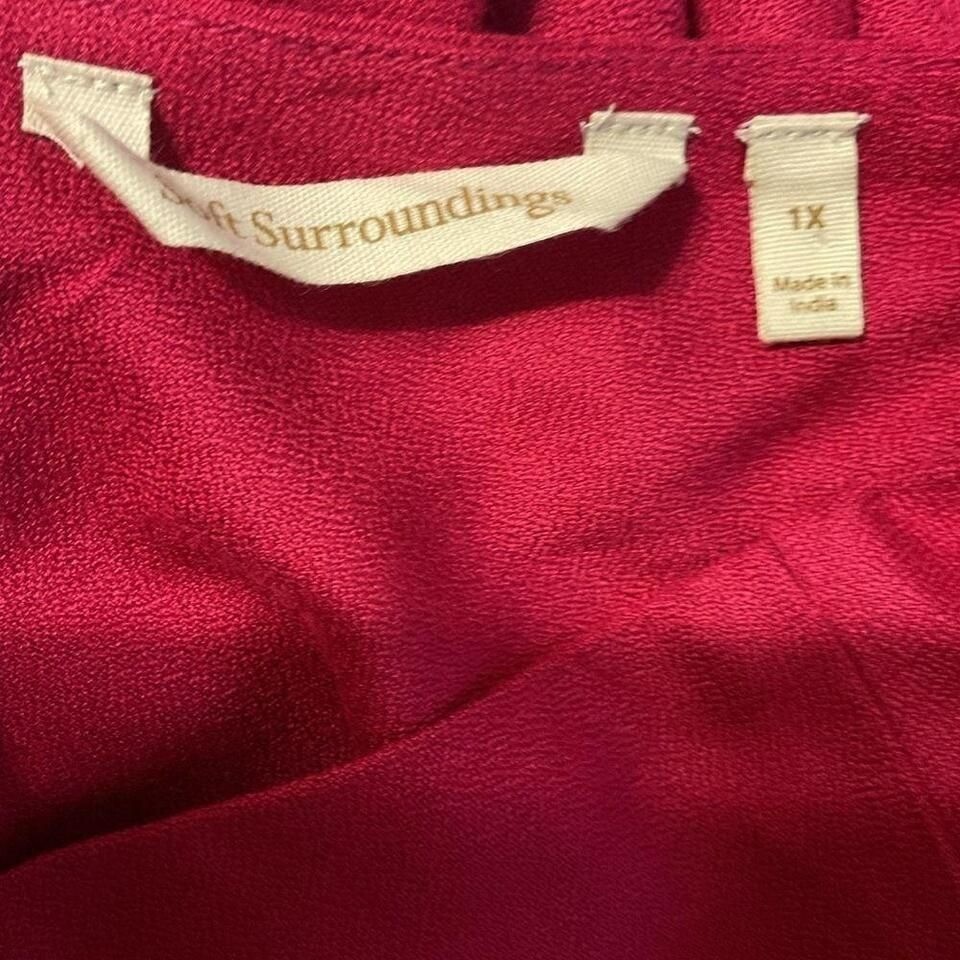 Soft Surroundings
1X
Made in
India